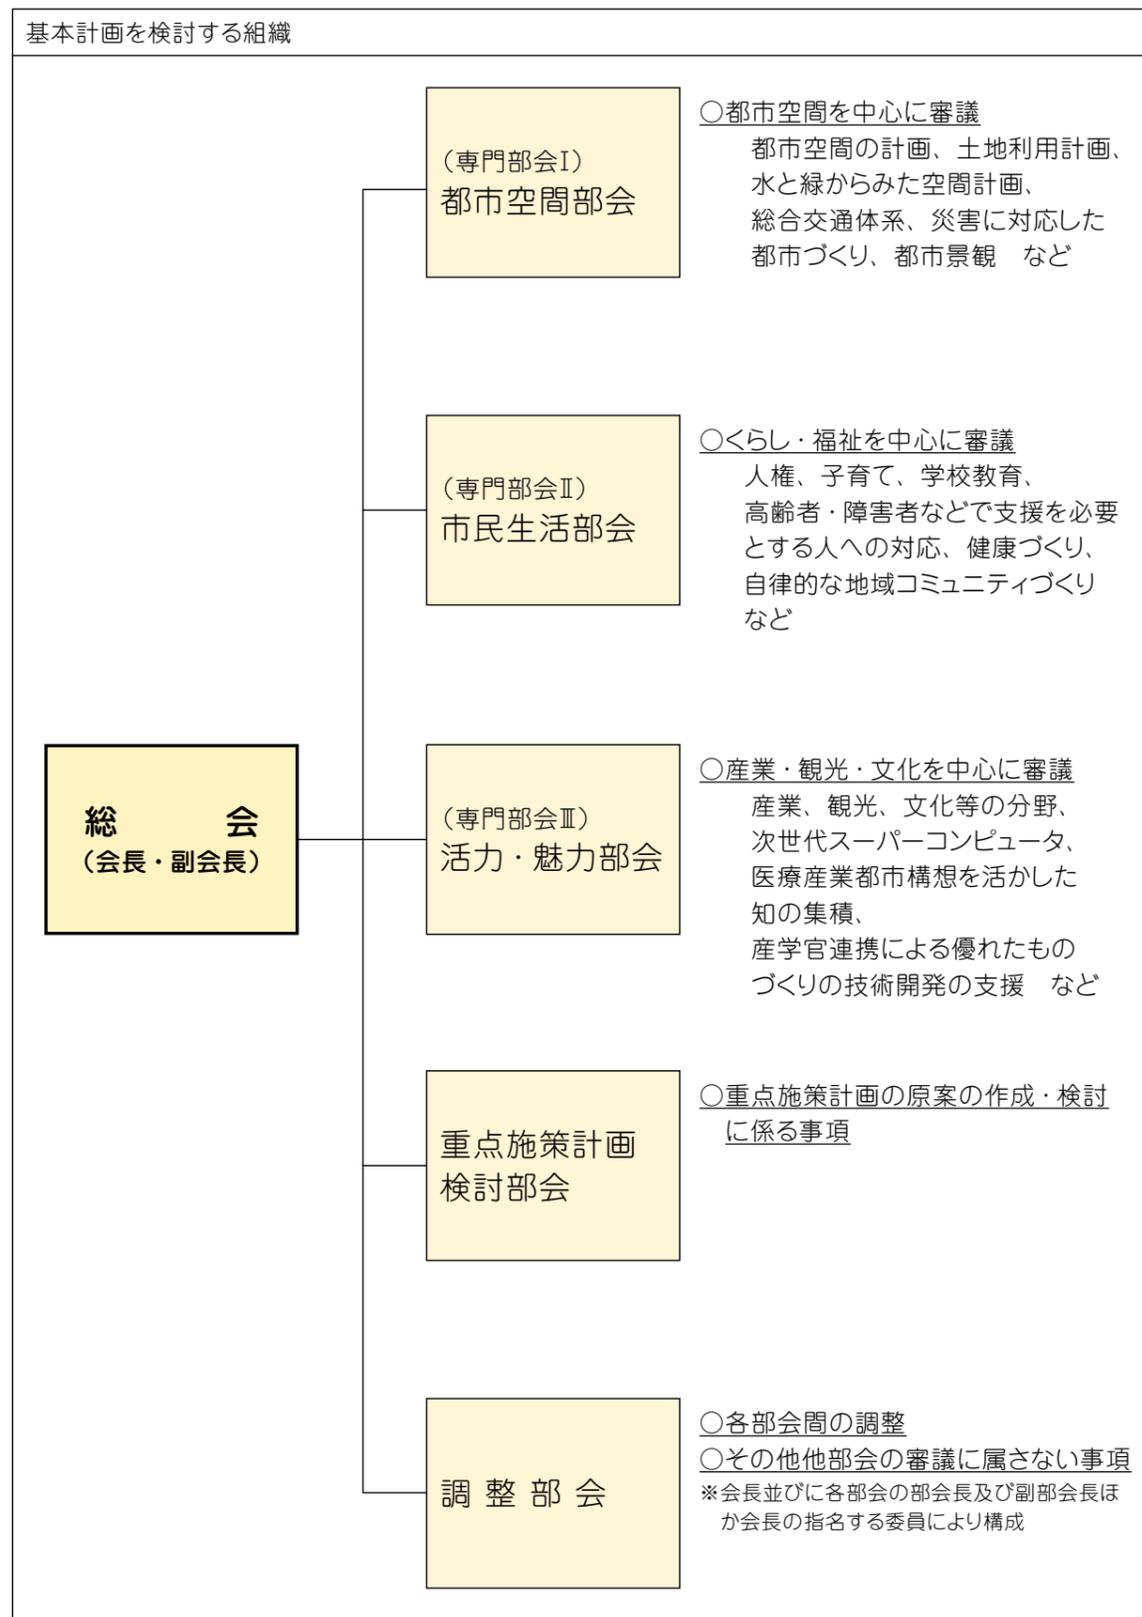 基本計画を検討する組織
(専門部会Ⅰ)
都市空間部会
○都市空間を中心に審議
都市空間の計画、土地利用計画、
水と緑からみた空間計画、
総合交通体系、災害に対応した
都市づくり、都市景観　など
(専門部会Ⅱ)
市民生活部会
○くらし・福祉を中心に審議
人権、子育て、学校教育、
高齢者・障害者などで支援を必要
とする人への対応、健康づくり、
自律的な地域コミュニティづくり
など
総　　会
(会長・副会長)
(専門部会Ⅲ)
活力・魅力部会
○産業・観光・文化を中心に審議
産業、観光、文化等の分野、
次世代スーパーコンピュータ、
医療産業都市構想を活かした
知の集積、
産学官連携による優れたもの
づくりの技術開発の支援　など
重点施策計画
検討部会
○重点施策計画の原案の作成・検討
に係る事項
調 整 部 会
○各部会間の調整
○その他他部会の審議に属さない事項
※会長並びに各部会の部会長及び副部会長ほ
か会長の指名する委員により構成